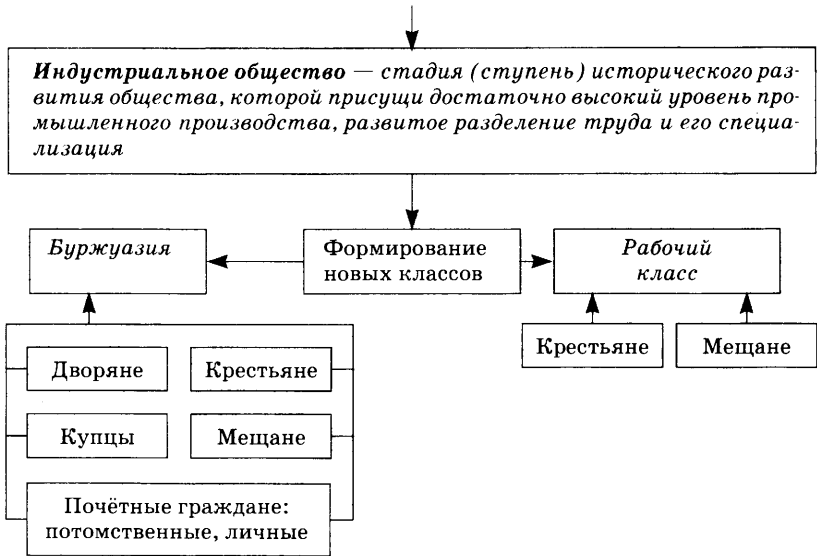 Индустриальное общество — стадия (ступень) исторического раз-
вития общества, которой присущи достаточно высокий уровень про-
мышленного производства, развитое разделение труда и его специа-
лизация
Буржуазия
Формирование
новых классов
Рабочий
класс
Крестьяне
Мещане
Дворяне
Крестьяне
Купцы
Мещане
Почётные граждане:
потомственные, личные